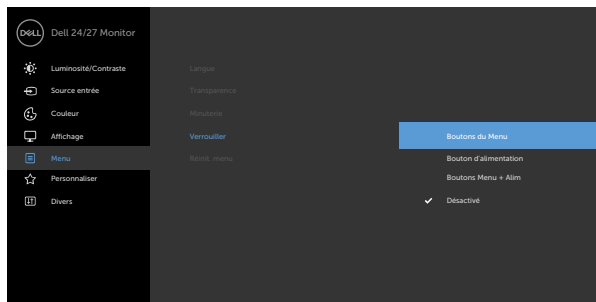 DELL Dell 24/27 Monitor
Luminosité/Contraste Langue
Source entrée Transparence
Couleur Minuterie
Affichage Verrouiller Boutons du Menu
Menu Réinit. menu Bouton d'alimentation
Personnaliser Boutons Menu + Alim
Divers Désactivé